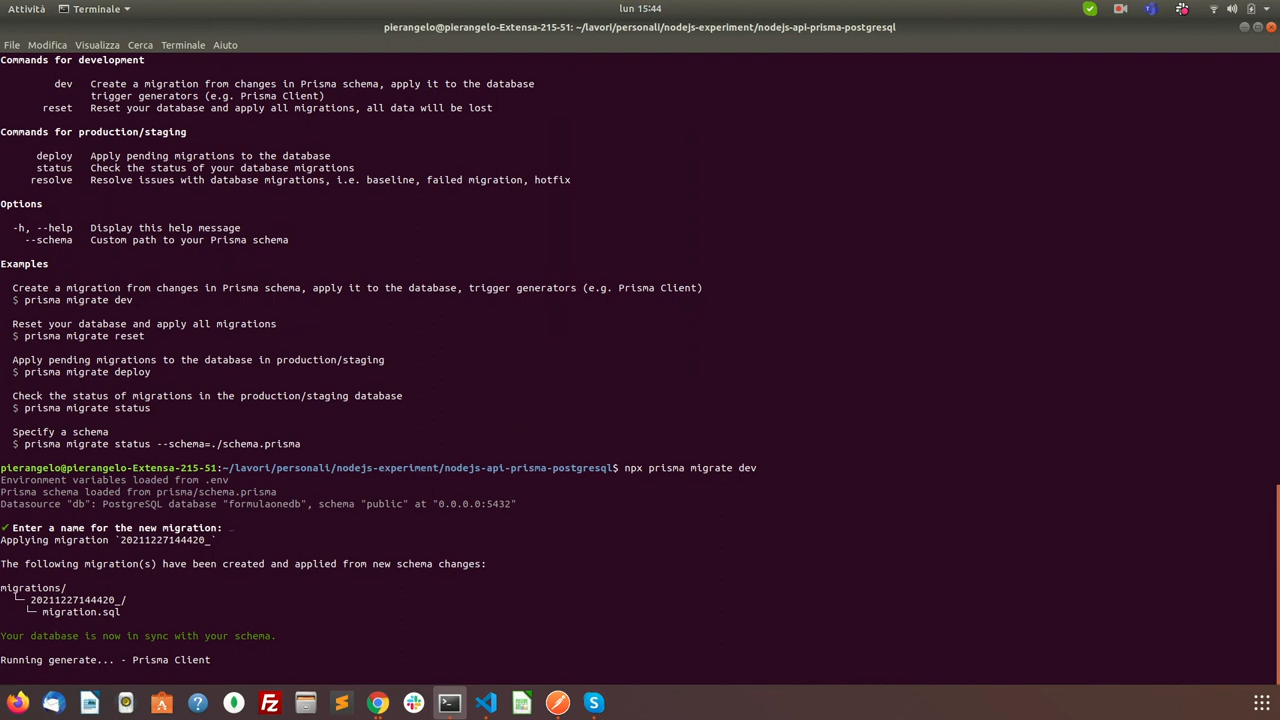 Attività Terminale lun 15:44
pierangelo@pierangelo-Extensa-215-51: ~/lavori/personali/nodejs-experiment/nodejs-api-prisma-postgresql
File Modifica Visualizza Cerca Terminale Aiuto
Commands for development
dev Create a migration from changes in Prisma schema, apply it to the database
trigger generators (e.g. Prisma Client)
reset Reset your database and apply all migrations, all data will be lost
Commands for production/staging
deploy Apply pending migrations to the database
status Check the status of your database migrations
resolve Resolve issues with database migrations, i.e. baseline, failed migration, hotfix
Options
-h, --help Display this help message
--schema Custom path to your Prisma schema
Examples
Create a migration from changes in Prisma schema, apply it to the database, trigger generators (e.g. Prisma Client)
$ prisma migrate dev
Reset your database and apply all migrations
$ prisma migrate reset
Apply pending migrations to the database in production/staging
$ prisma migrate deploy
Check the status of migrations in the production/staging database
$ prisma migrate status
Specify a schema
$ prisma migrate status --schema=./schema.prisma
pierangelo@pierangelo-Extensa-215-51:~/lavori/personali/nodejs-experiment/nodejs-api-prisma-postgresql$ npx prisma migrate dev
Environment variables loaded from .env
Prisma schema loaded from prisma/schema.prisma
Datasource "db": PostgreSQL database "formulaonedb", schema "public" at "0.0.0.0:5432"
✔ Enter a name for the new migration: …
Applying migration `20211227144420_`
The following migration(s) have been created and applied from new schema changes:
migrations/
└─ 20211227144420_/
└─ migration.sql
Your database is now in sync with your schema.
Running generate... - Prisma Client